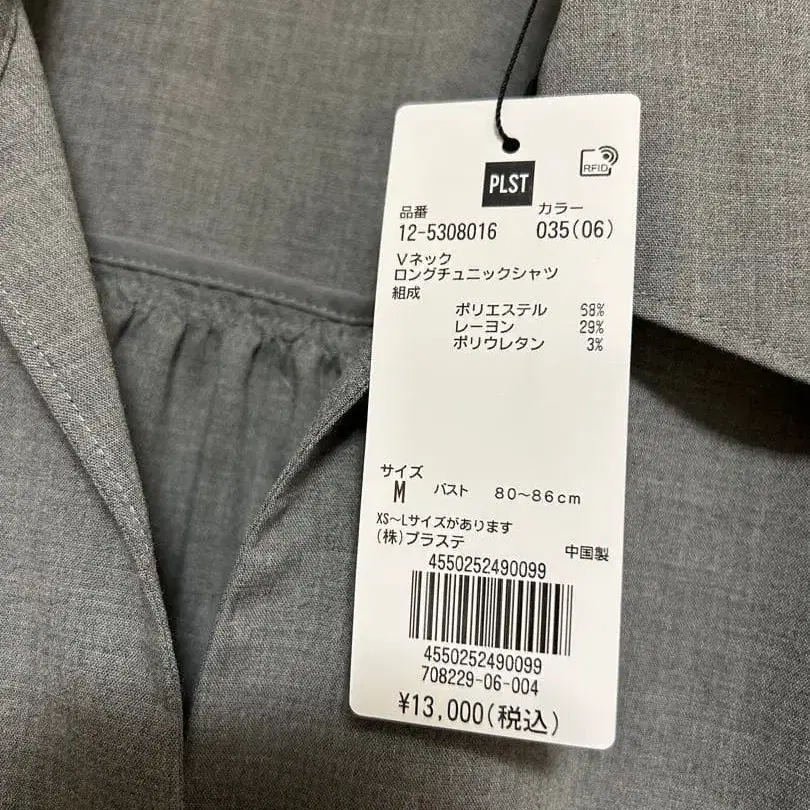 PLST
RFID
品番 カラー
12-5308016 035(06)
Vネック
ロングチュニックシャツ
組成
ポリエステル 68%
レーヨン 29%
ポリウレタン 3%
サイズ
M バスト 80～86cm
XS～Lサイズがあります
(株)プラステ 中国製
4550252490099
4550252490099
708229-06-004
¥13,000(税込)